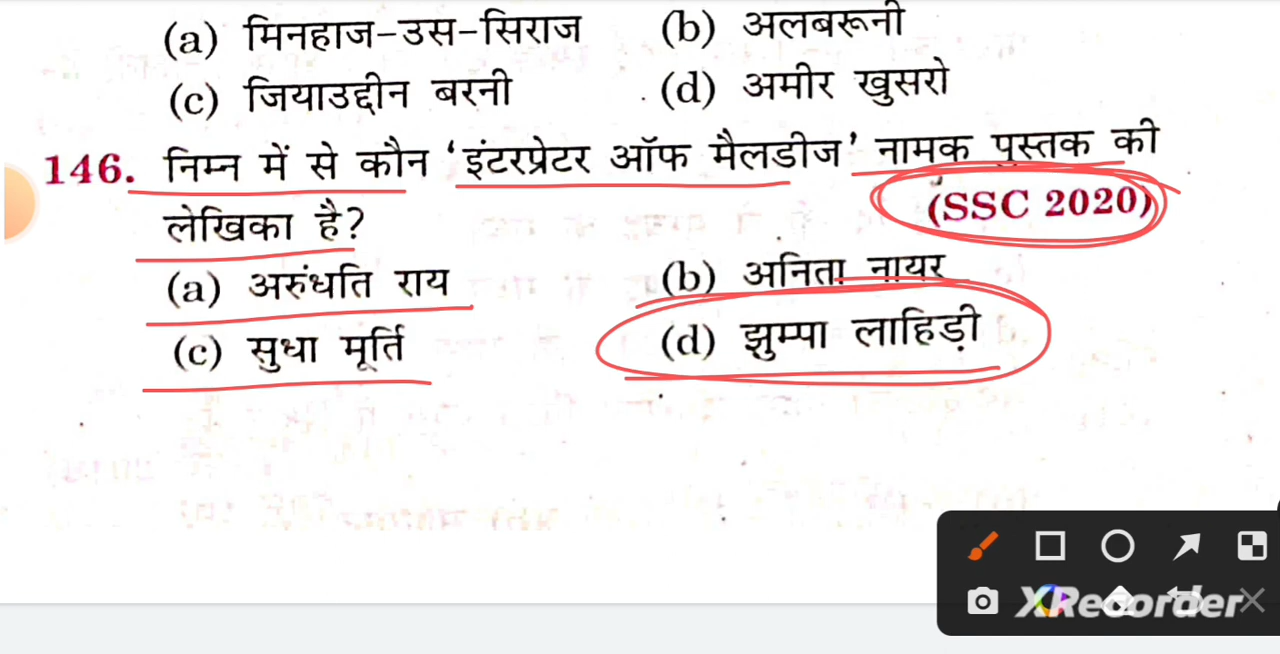 (a) मिनहाज-उस-सिराज (b) अलबरूनी
(c) जियाउद्दीन बरनी (d) अमीर खुसरो
146. निम्न में से कौन ‘इंटरप्रेटर ऑफ मैलडीज’ नामक पुस्तक की
लेखिका है? (SSC 2020)
(a) अरुंधति राय (b) अनिता नायर
(c) सुधा मूर्ति (d) झुम्पा लाहिड़ी
XRecorder